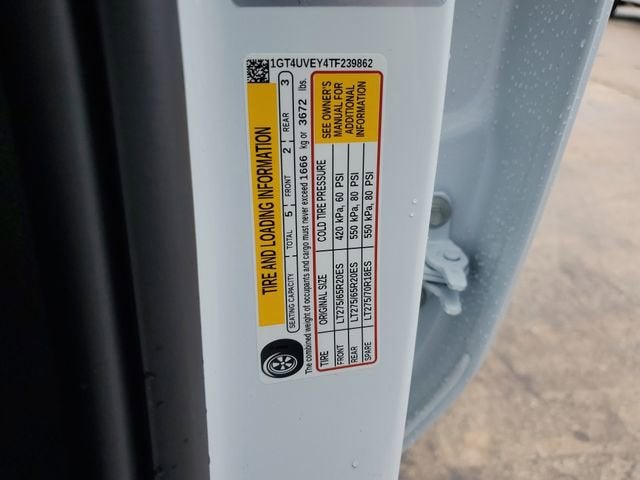 1GT4UVEY4TF239862
TIRE AND LOADING INFORMATION
SEATING CAPACITY TOTAL 5 FRONT 2 REAR 3
The combined weight of occupants and cargo must never exceed 1666 kg or 3672 lbs.
TIRE ORIGINAL SIZE COLD TIRE PRESSURE
FRONT LT275/65R20ES 420 kPa, 60 PSI
REAR LT275/65R20ES 550 kPa, 80 PSI
SPARE LT275/70R18ES 550 kPa, 80 PSI
SEE OWNER'S
MANUAL FOR
ADDITIONAL
INFORMATION